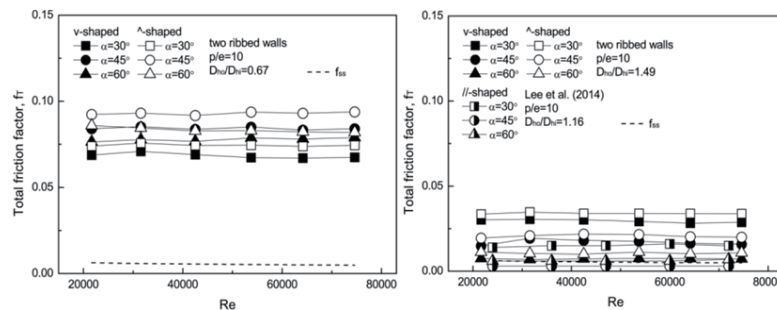 0.15
v-shaped ^-shaped
α=30° α=30° two ribbed walls
α=45° α=45° p/e=10
α=60° α=60° Dho/Dhi=0.67 fss
0.10
0.05
0.00
20000 40000 60000 80000
Re
Total friction factor, fT
0.15
v-shaped ^-shaped
α=30° α=30° two ribbed walls
α=45° α=45° p/e=10
α=60° α=60° Dho/Dhi=1.49
//-shaped Lee et al. (2014)
α=30° p/e=10
α=45° Dho/Dhi=1.16
α=60° fss
0.10
0.05
0.00
20000 40000 60000 8000
Re
Total friction factor, fT